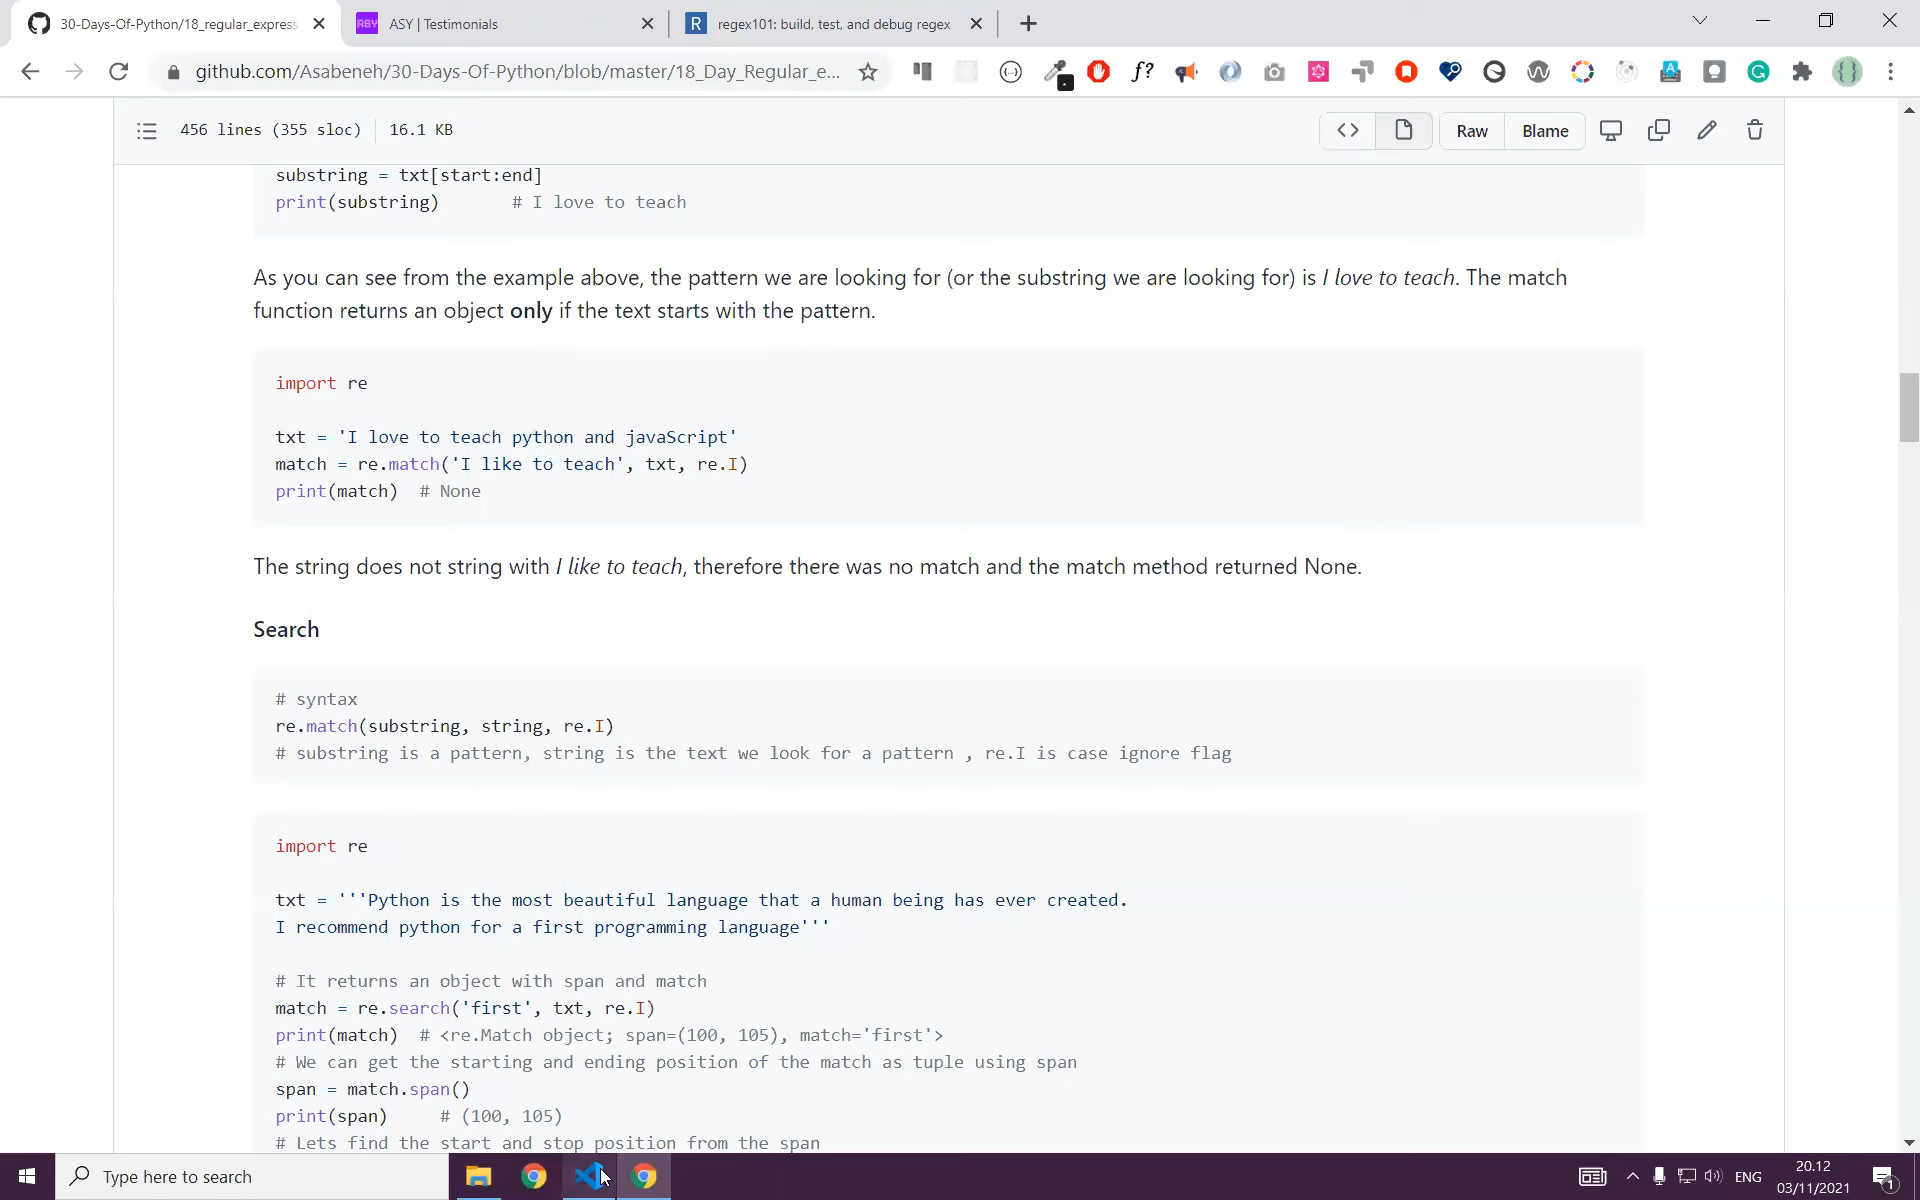 30-Days-Of-Python/18_regular_express
ASY | Testimonials
regex101: build, test, and debug regex
github.com/Asabeneh/30-Days-Of-Python/blob/master/18_Day_Regular_e...
456 lines (355 sloc) 16.1 KB
Raw Blame
substring = txt[start:end]
print(substring) # I love to teach
As you can see from the example above, the pattern we are looking for (or the substring we are looking for) is I love to teach. The match
function returns an object only if the text starts with the pattern.
import re
txt = 'I love to teach python and javaScript'
match = re.match('I like to teach', txt, re.I)
print(match) # None
The string does not string with I like to teach, therefore there was no match and the match method returned None.
Search
# syntax
re.match(substring, string, re.I)
# substring is a pattern, string is the text we look for a pattern , re.I is case ignore flag
import re
txt = '''Python is the most beautiful language that a human being has ever created.
I recommend python for a first programming language'''
# It returns an object with span and match
match = re.search('first', txt, re.I)
print(match) # <re.Match object; span=(100, 105), match='first'>
# We can get the starting and ending position of the match as tuple using span
span = match.span()
print(span) # (100, 105)
# Lets find the start and stop position from the span
Type here to search
ENG
20.12
03/11/2021
1